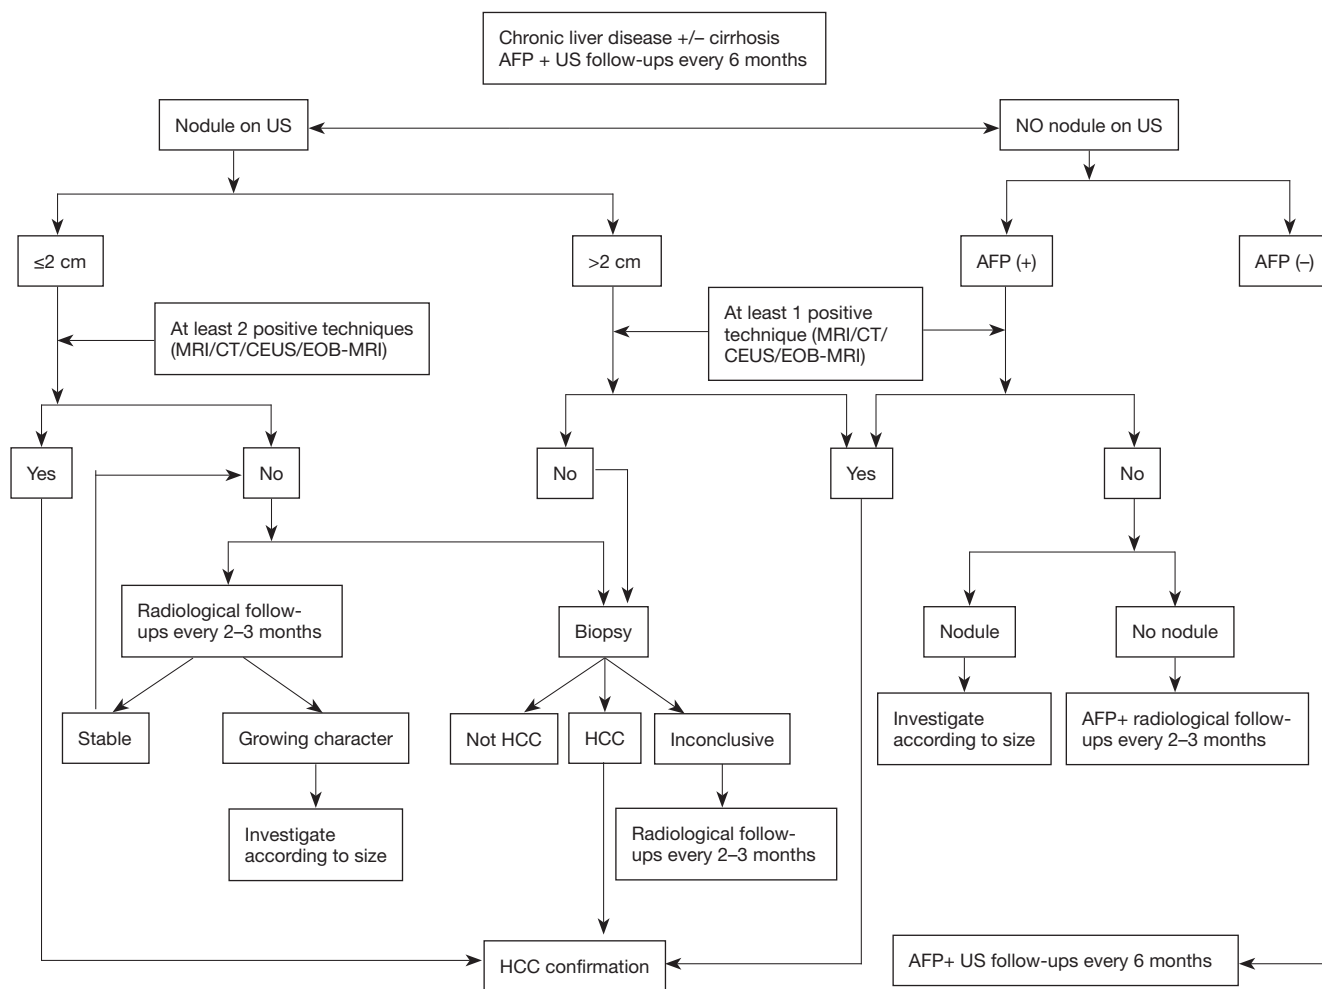 Chronic liver disease +/– cirrhosis
AFP + US follow-ups every 6 months
Nodule on US
NO nodule on US
≤2 cm
>2 cm
AFP (+)
AFP (–)
At least 2 positive techniques
(MRI/CT/CEUS/EOB-MRI)
At least 1 positive
technique (MRI/CT/
CEUS/EOB-MRI)
Yes
No
No
Yes
No
Radiological follow-
ups every 2–3 months
Biopsy
Nodule
No nodule
Stable
Growing character
Not HCC
HCC
Inconclusive
Investigate
according to size
AFP+ radiological follow-
ups every 2–3 months
Investigate
according to size
Radiological follow-
ups every 2–3 months
HCC confirmation
AFP+ US follow-ups every 6 months